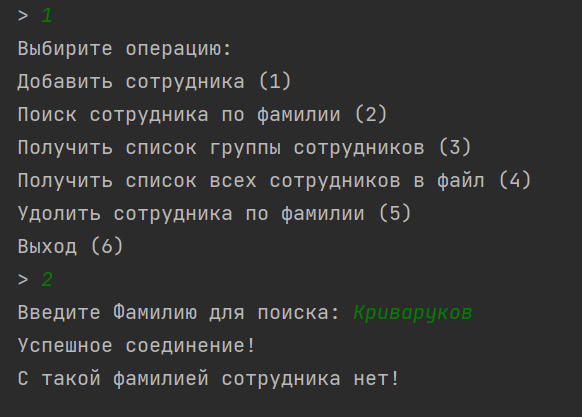 > 1
Выбирите операцию:
Добавить сотрудника (1)
Поиск сотрудника по фамилии (2)
Получить список группы сотрудников (3)
Получить список всех сотрудников в файл (4)
Удолить сотрудника по фамилии (5)
Выход (6)
> 2
Введите Фамилию для поиска: Криваруков
Успешное соединение!
С такой фамилией сотрудника нет!